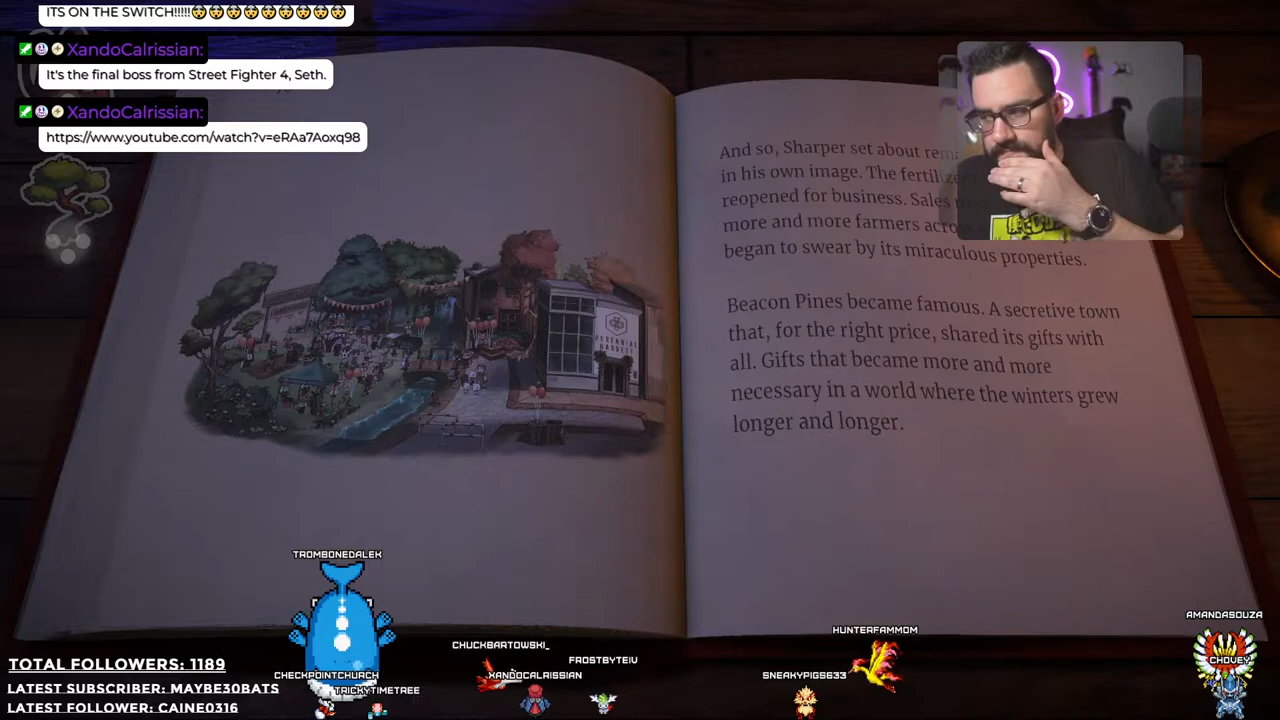 ITS ON THE SWITCH!!!!!🤯🤯🤯🤯🤯🤯🤯🤯🤯
XandoCalrissian:
It's the final boss from Street Fighter 4, Seth.
XandoCalrissian:
https://www.youtube.com/watch?v=eRAa7Aoxq98
And so, Sharper set about
in his own image. The
reopened for business. Sales
more and more farmers
began to swear by its miraculous properties.
Beacon Pines became famous. A secretive town
that, for the right price, shared its gifts with
all. Gifts that became more and more
necessary in a world where the winters grew
longer and longer.
PERENNIAL
HARVEST
TROMBONEDALEK
CHECKPOINTCHURCH
TRICKYTIMETREE
CHUCKBARTOWSKI_
XANDOCALRISSIAN
FROSTBYTEIV
SNEAKYPIGS633
HUNTERFAMMOM
AMANDASOUZA
CHOVEY
TOTAL FOLLOWERS: 1189
LATEST SUBSCRIBER: MAYBE30BATS
LATEST FOLLOWER: CAINE0316